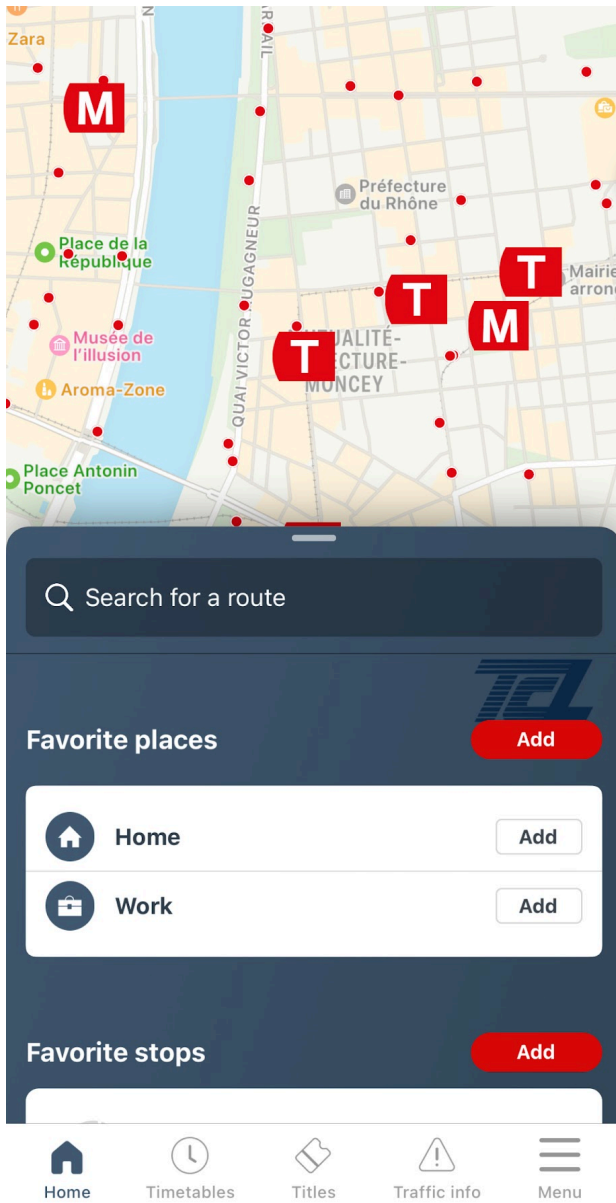 Zara
M
Préfecture
du Rhône
Place de la
République
T
Mairie
T
M
QUAI VICTOR AUGAGNEUR
Musée de
l'illusion
T
MONCEY
Aroma-Zone
Place Antonin
Poncet
Search for a route
TCL
Favorite places
Add
Home
Add
Work
Add
Favorite stops
Add
Home
Timetables
Titles
Traffic info
Menu